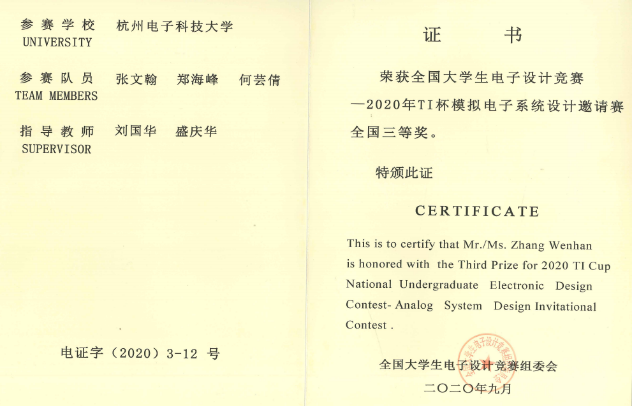 参赛学校 杭州电子科技大学
UNIVERSITY
参赛队员 张文翰 郑海峰 何芸倩
TEAM MEMBERS
指导教师 刘国华 盛庆华
SUPERVISOR
电证字（2020）3-12 号
证 书
荣获全国大学生电子设计竞赛
—2020年TI杯模拟电子系统设计邀请赛
全国三等奖。
特颁此证
CERTIFICATE
This is to certify that Mr./Ms. Zhang Wenhan
is honored with the Third Prize for 2020 TI Cup
National Undergraduate Electronic Design
Contest- Analog System Design Invitational
Contest .
全国大学生电子设计竞赛组委会
二〇二〇年九月